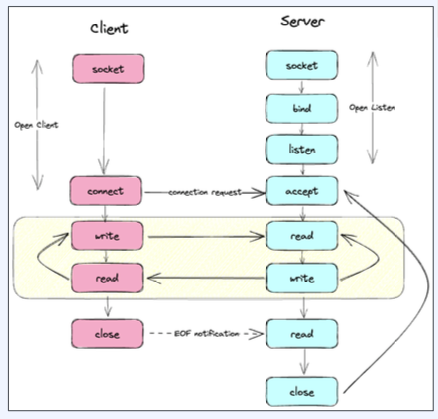 Client
Server
socket
socket
Open Client
bind
Open Listen
listen
connect
connection request
accept
write
read
read
write
close
EOF notification
read
close